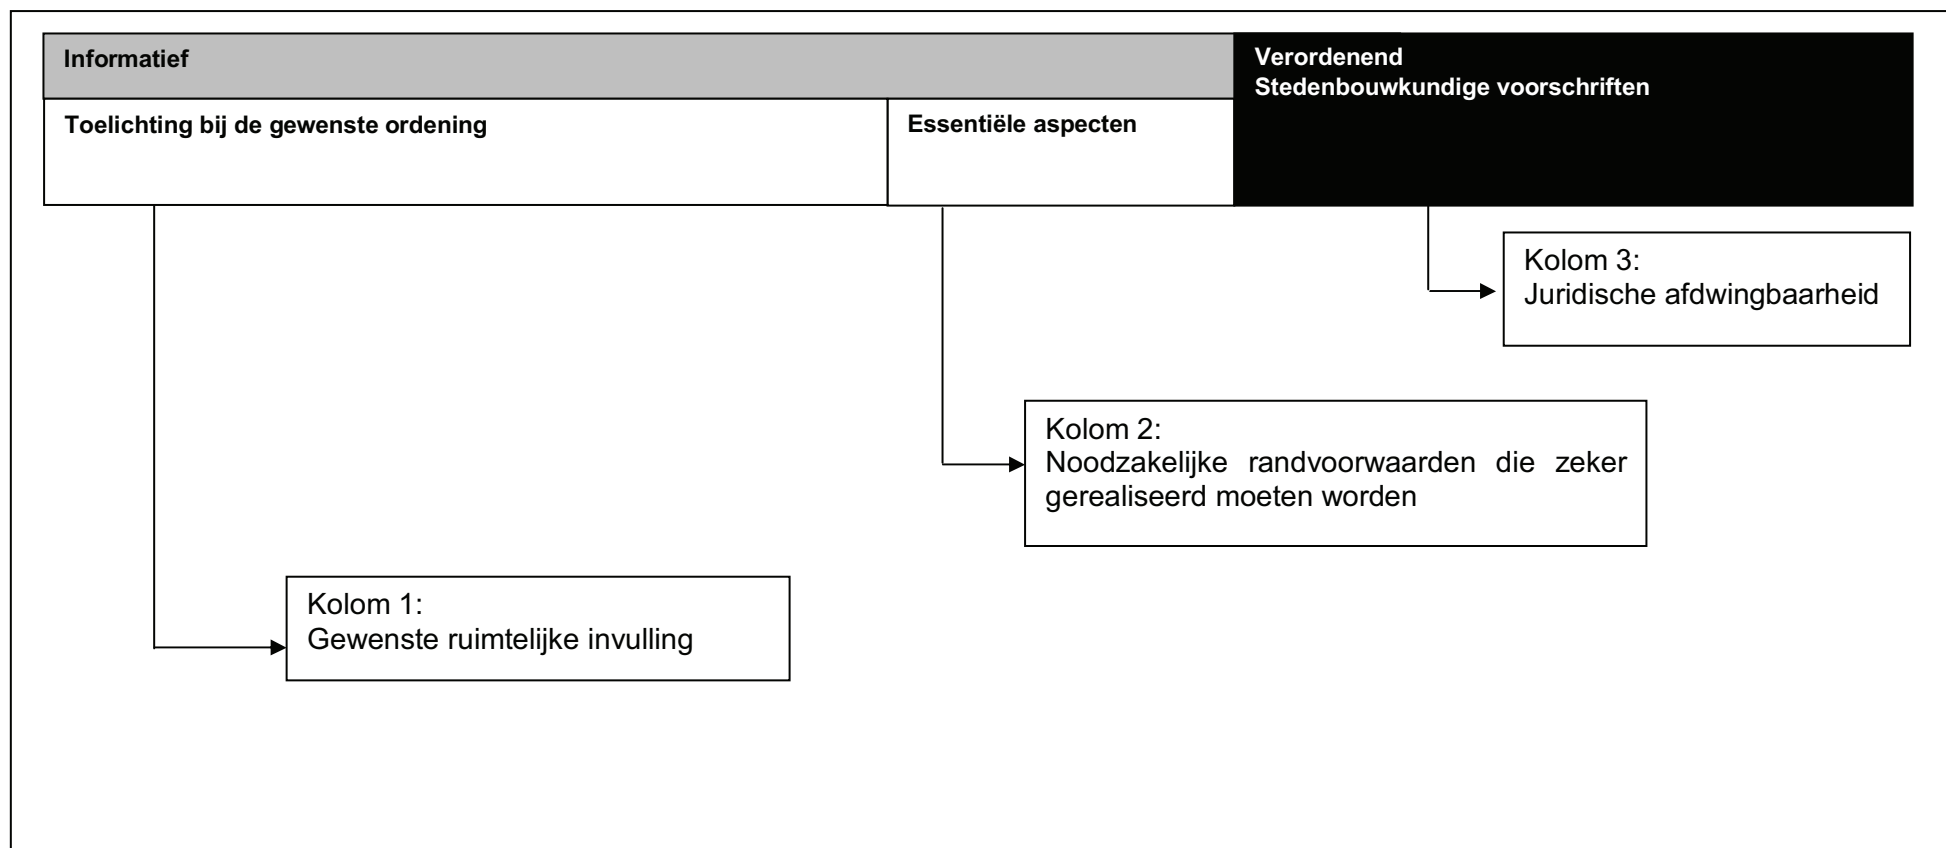 Informatief
Verordenend
Stedenbouwkundige voorschriften
Toelichting bij de gewenste ordening
Essentiële aspecten
Kolom 3:
Juridische afdwingbaarheid
Kolom 2:
Noodzakelijke randvoorwaarden die zeker
gerealiseerd moeten worden
Kolom 1:
Gewenste ruimtelijke invulling